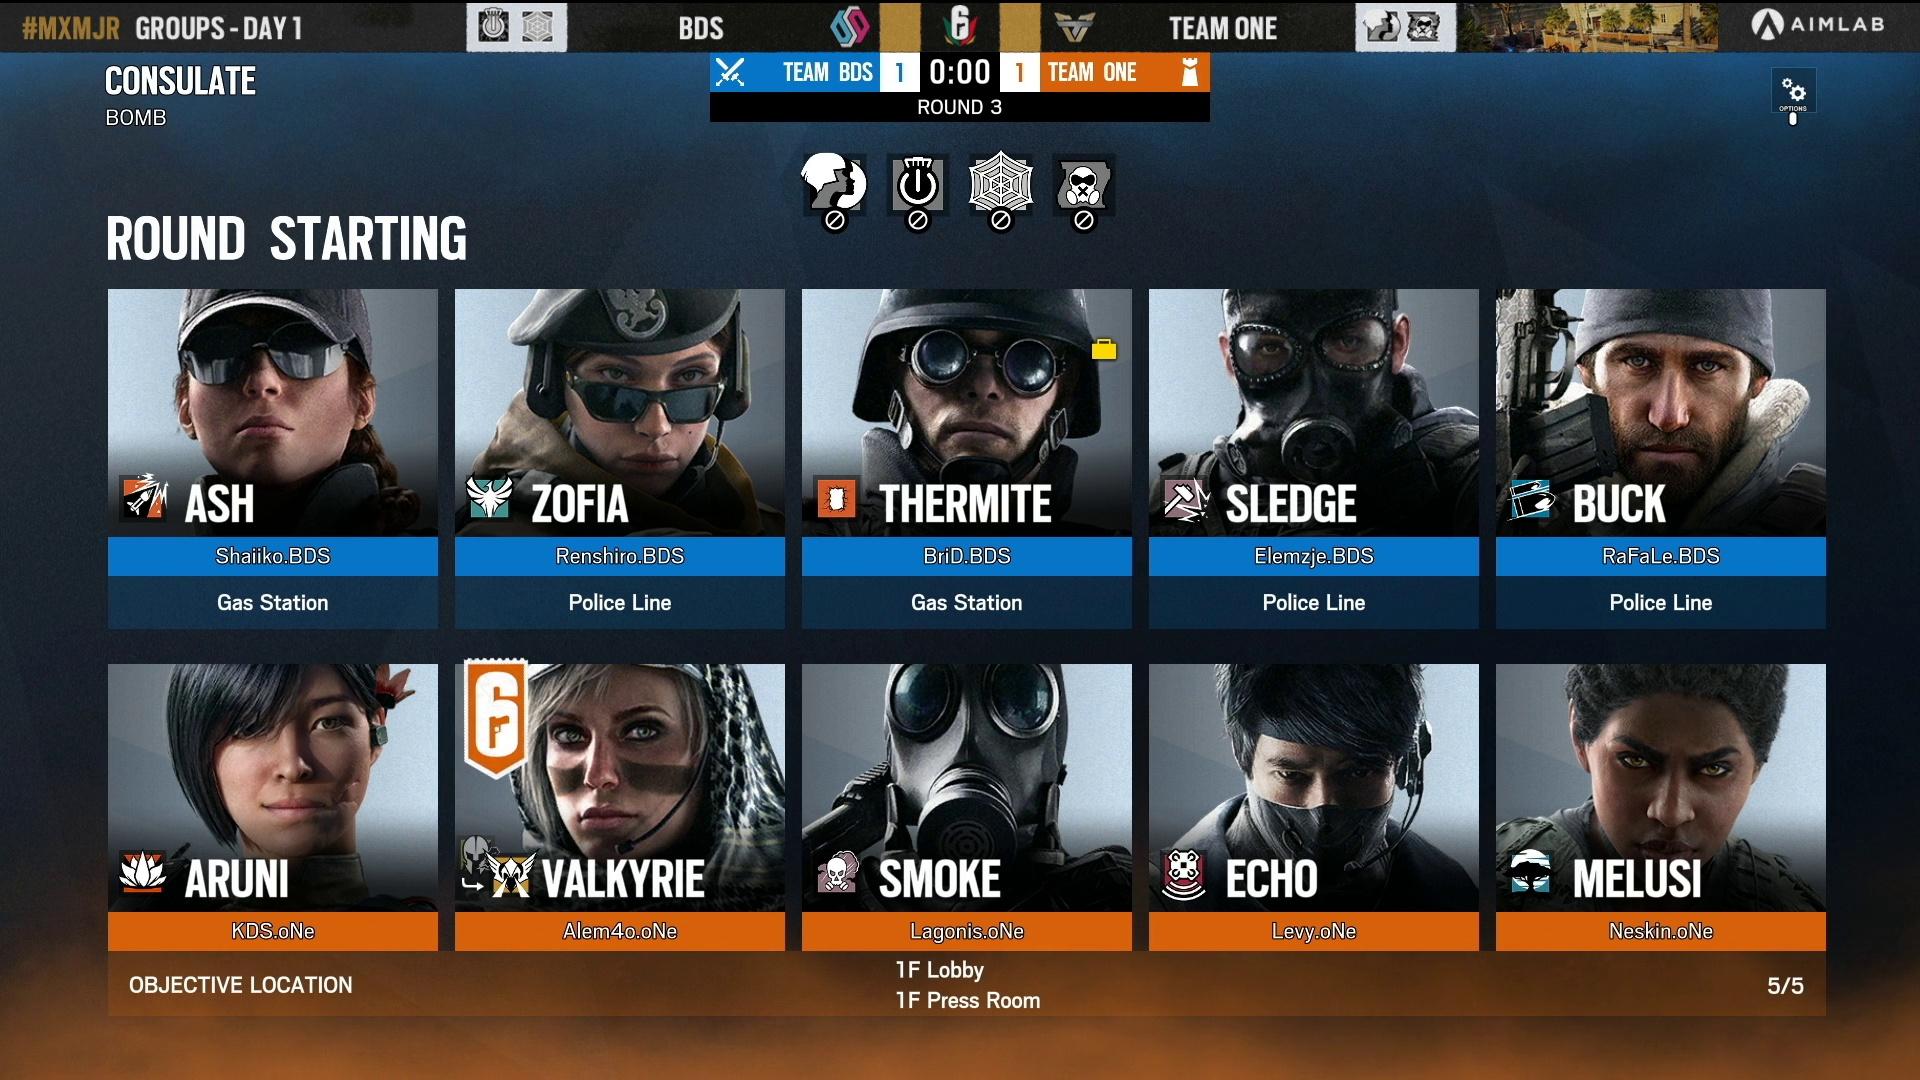 #MXMJR GROUPS - DAY 1
BDS
6
TEAM ONE
AIMLAB
CONSULATE
BOMB
TEAM BDS 1 0:00 1 TEAM ONE
ROUND 3
OPTIONS
ROUND STARTING
ASH
Shaiiko.BDS
Gas Station
ZOFIA
Renshiro.BDS
Police Line
THERMITE
BriD.BDS
Gas Station
SLEDGE
Elemzje.BDS
Police Line
BUCK
RaFaLe.BDS
Police Line
ARUNI
KDS.oNe
6
VALKYRIE
Alem4o.oNe
SMOKE
Lagonis.oNe
ECHO
Levy.oNe
MELUSI
Neskin.oNe
OBJECTIVE LOCATION
1F Lobby
1F Press Room
5/5